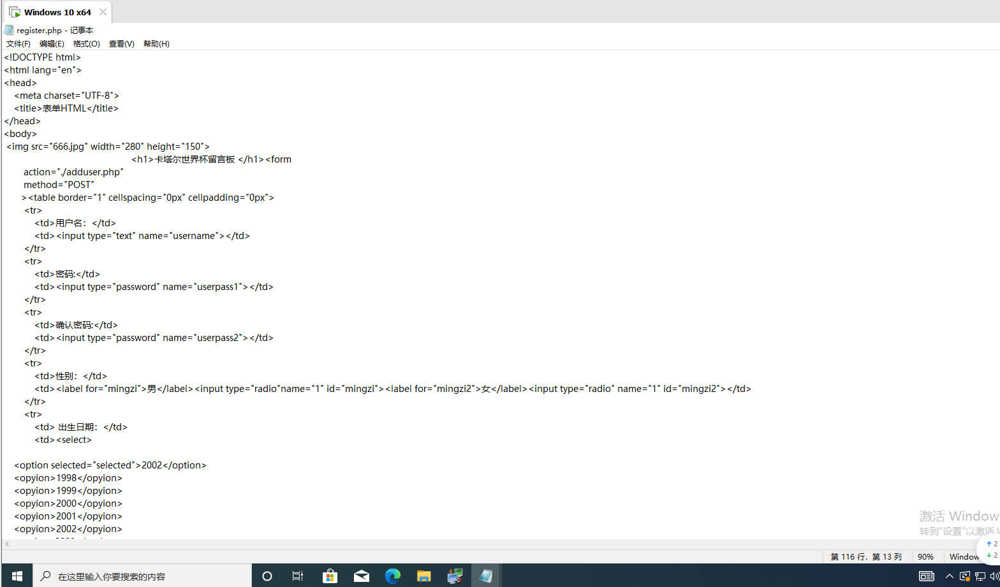 Windows 10 x64
register.php - 记事本
文件(F) 编辑(E) 格式(O) 查看(V) 帮助(H)
<!DOCTYPE html>
<html lang="en">
<head>
<meta charset="UTF-8">
<title>表单HTML</title>
</head>
<body>
<img src="666.jpg" width="280" height="150">
<h1>卡塔尔世界杯留言板 </h1><form
action="./adduser.php"
method="POST"
><table border="1" cellspacing="0px" cellpadding="0px">
<tr>
<td>用户名：</td>
<td><input type="text" name="username"></td>
</tr>
<tr>
<td>密码:</td>
<td><input type="password" name="userpass1"></td>
</tr>
<tr>
<td>确认密码:</td>
<td><input type="password" name="userpass2"></td>
</tr>
<tr>
<td>性别：</td>
<td><label for="mingzi">男</label><input type="radio"name="1" id="mingzi"><label for="mingzi2">女</label><input type="radio" name="1" id="mingzi2"></td>
</tr>
<tr>
<td> 出生日期：</td>
<td><select>
<option selected="selected">2002</option>
<opyion>1998</opyion>
<opyion>1999</opyion>
<opyion>2000</opyion>
<opyion>2001</opyion>
<opyion>2002</opyion>
激活 Window
转到"设置"以激活
2
2
第 116 行，第 13 列 90% Window
在这里输入你要搜索的内容